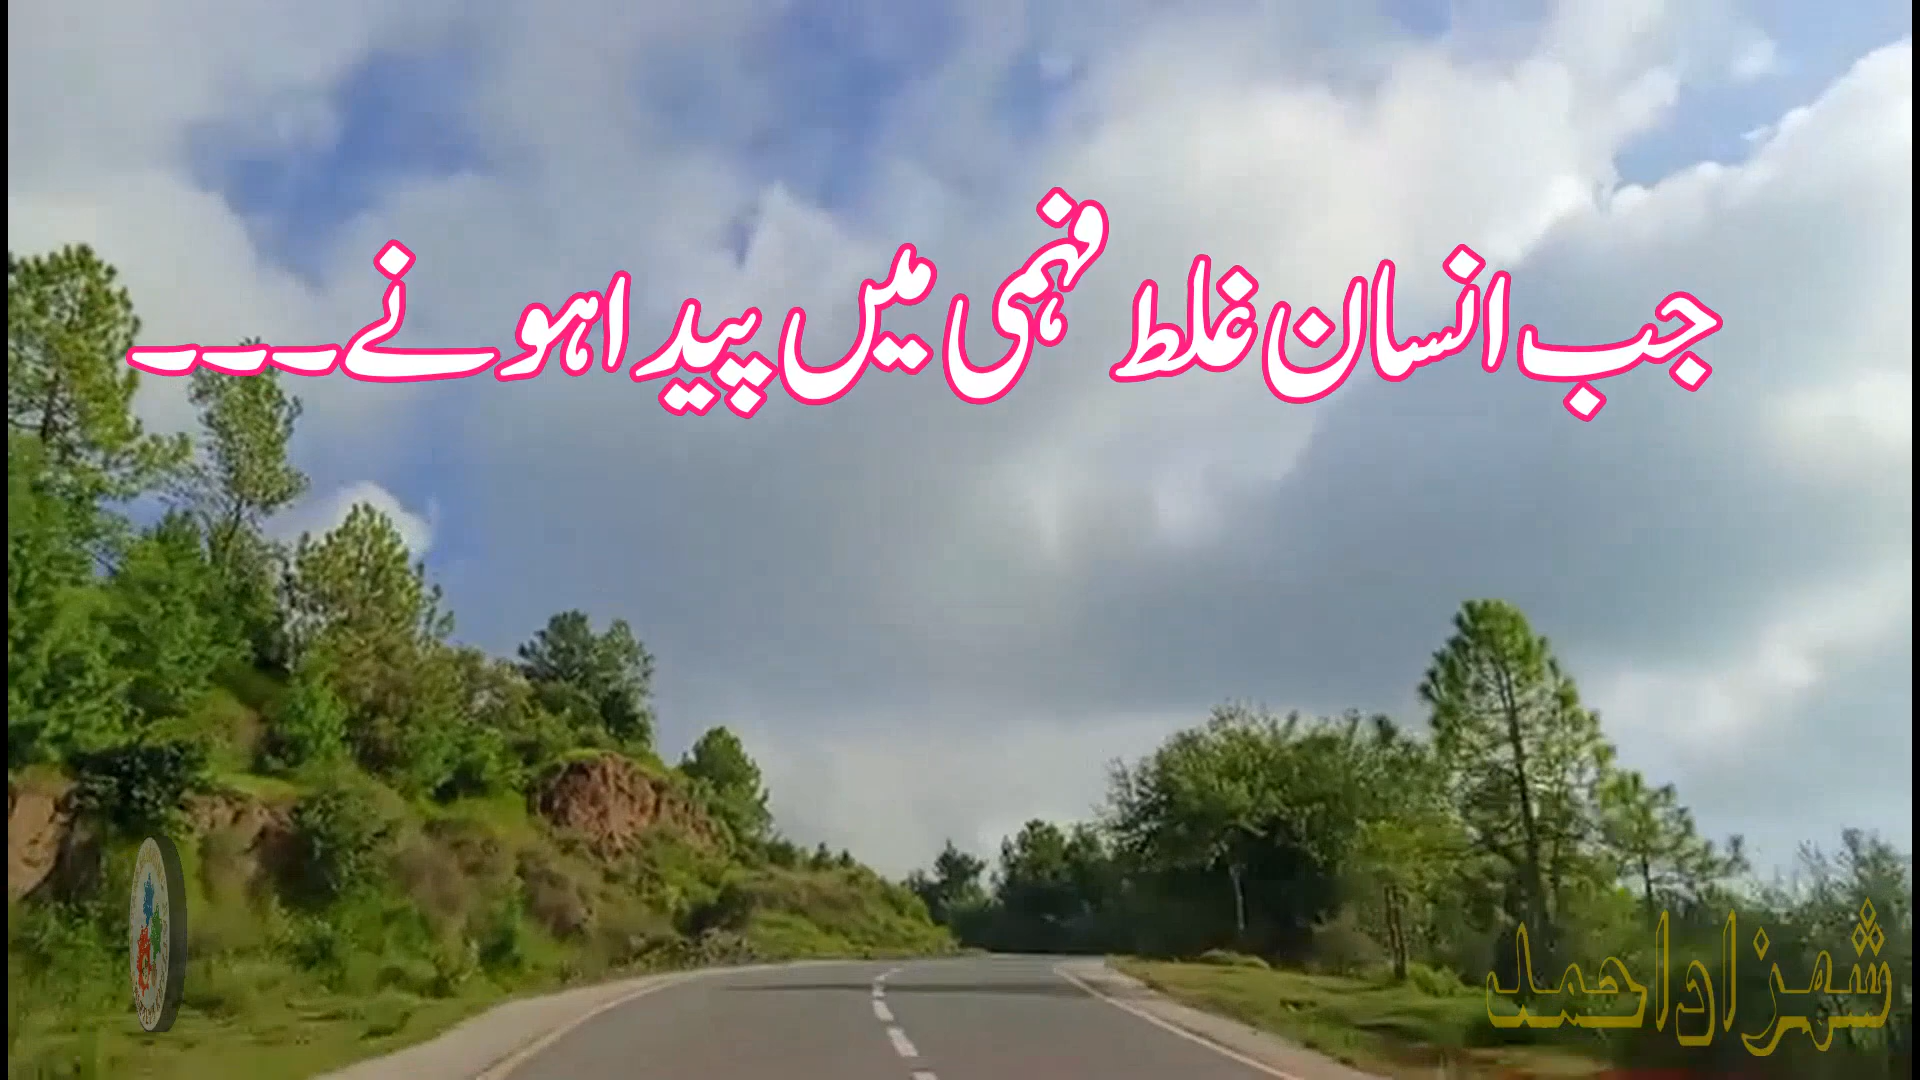 جب انسان غلط فہمی میں پیدا ہونے۔۔۔
شہزاد احمد